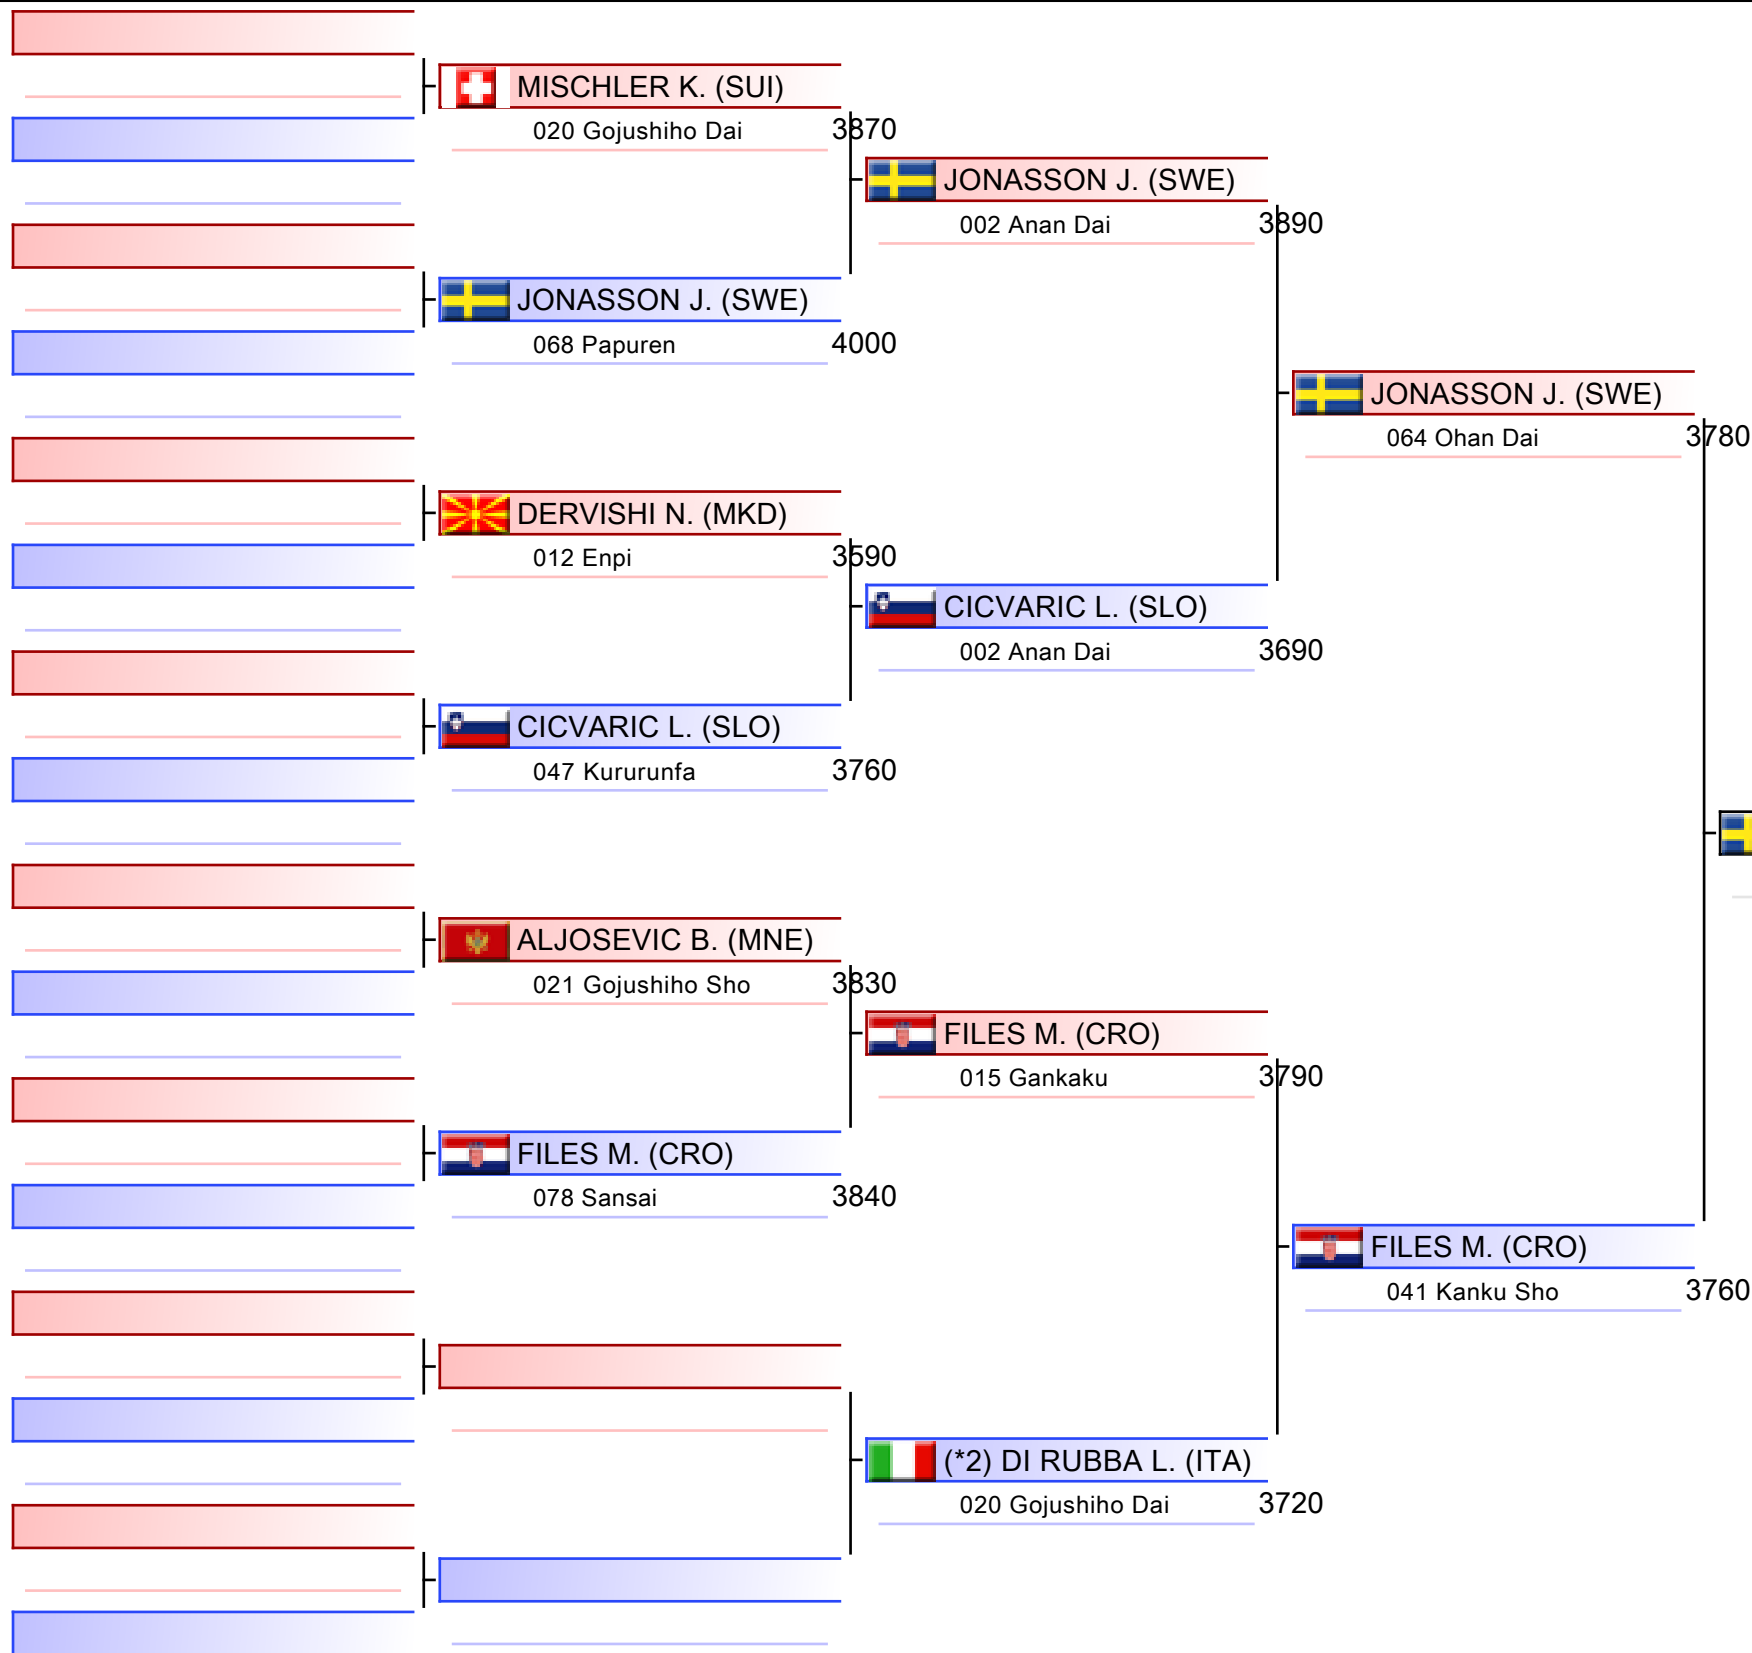 MISCHLER K. (SUI)
020 Gojushiho Dai 3870
JONASSON J. (SWE)
002 Anan Dai 3890
JONASSON J. (SWE)
068 Papuren 4000
JONASSON J. (SWE)
064 Ohan Dai 3780
DERVISHI N. (MKD)
012 Enpi 3590
CICVARIC L. (SLO)
002 Anan Dai 3690
CICVARIC L. (SLO)
047 Kururunfa 3760
ALJOSEVIC B. (MNE)
021 Gojushiho Sho 3830
FILES M. (CRO)
015 Gankaku 3790
FILES M. (CRO)
078 Sansai 3840
FILES M. (CRO)
041 Kanku Sho 3760
(*2) DI RUBBA L. (ITA)
020 Gojushiho Dai 3720